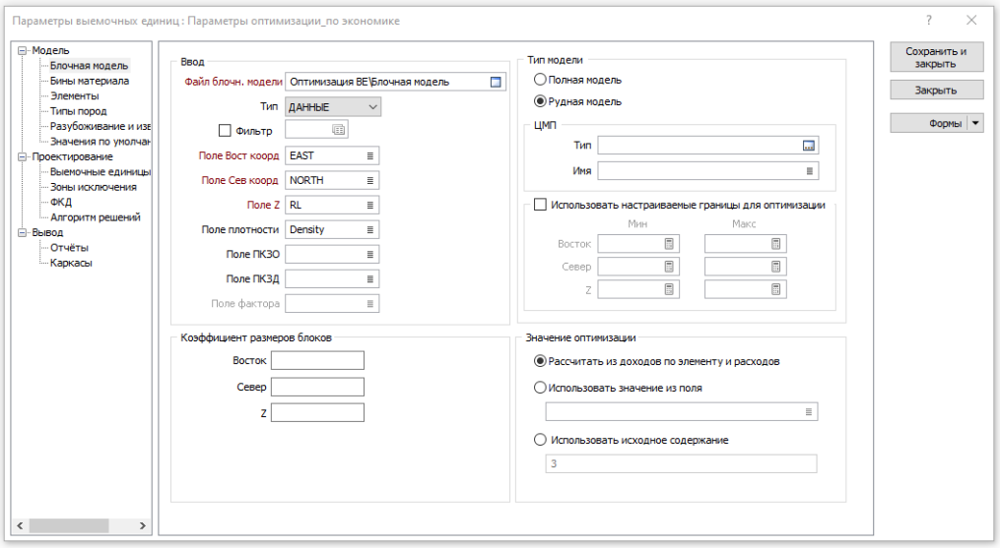 Параметры выемочных единиц : Параметры оптимизации_по экономике
?
Модель
Блочная модель
Бины материала
Элементы
Типы пород
Разубоживание и изв
Значения по умолчан
Проектирование
Выемочные единицы
Зоны исключения
ФКД
Алгоритм решений
Вывод
Отчёты
Каркасы
Ввод
Файл блочн. модели Оптимизация ВЕ\Блочная модель
Тип ДАННЫЕ
Фильтр
Поле Вост коорд EAST
Поле Сев коорд NORTH
Поле Z RL
Поле плотности Density
Поле ПКЗО
Поле ПКЗД
Поле фактора
Коэффициент размеров блоков
Восток
Север
Z
Тип модели
Полная модель
Рудная модель
ЦМП
Тип
Имя
Использовать настраиваемые границы для оптимизации
Мин Макс
Восток
Север
Z
Значение оптимизации
Рассчитать из доходов по элементу и расходов
Использовать значение из поля
Использовать исходное содержание
3
Сохранить и
закрыть
Закрыть
Формы